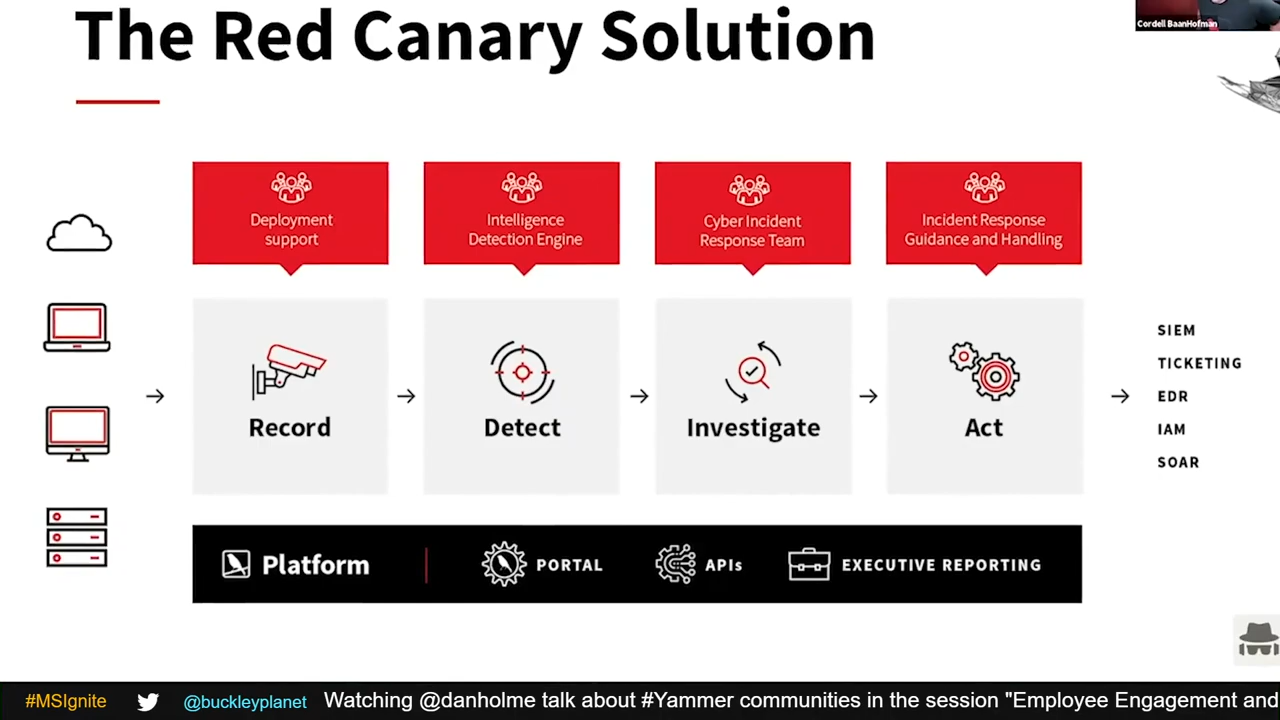 The Red Canary Solution
Cordell BaanHofman
Deployment
support
Intelligence
Detection Engine
Cyber Incident
Response Team
Incident Response
Guidance and Handling
Record
Detect
Investigate
Act
SIEM
TICKETING
EDR
IAM
SOAR
Platform
PORTAL
APIs
EXECUTIVE REPORTING
#MSIgnite
@buckleyplanet
Watching @danholme talk about #Yammer communities in the session "Employee Engagement and